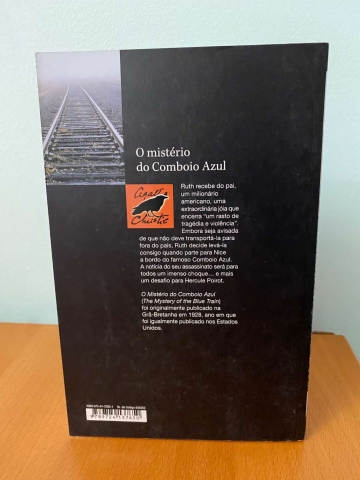 O mistério
do Comboio Azul
Agatha
Christie
Ruth recebe do pai,
um milionário
americano, uma
extraordinária jóia que
encerra "um rasto de
tragédia e violência".
Embora seja avisada
de que não deve transportá-la para
fora do país, Ruth decide levá-la
consigo quando parte para Nice
a bordo do famoso Comboio Azul.
A notícia do seu assassinato será para
todos um imenso choque... e mais
um desafio para Hercule Poirot.
O Mistério do Comboio Azul
(The Mystery of the Blue Train)
foi originalmente publicado na
Grã-Bretanha em 1928, ano em que
foi igualmente publicado nos Estados
Unidos.